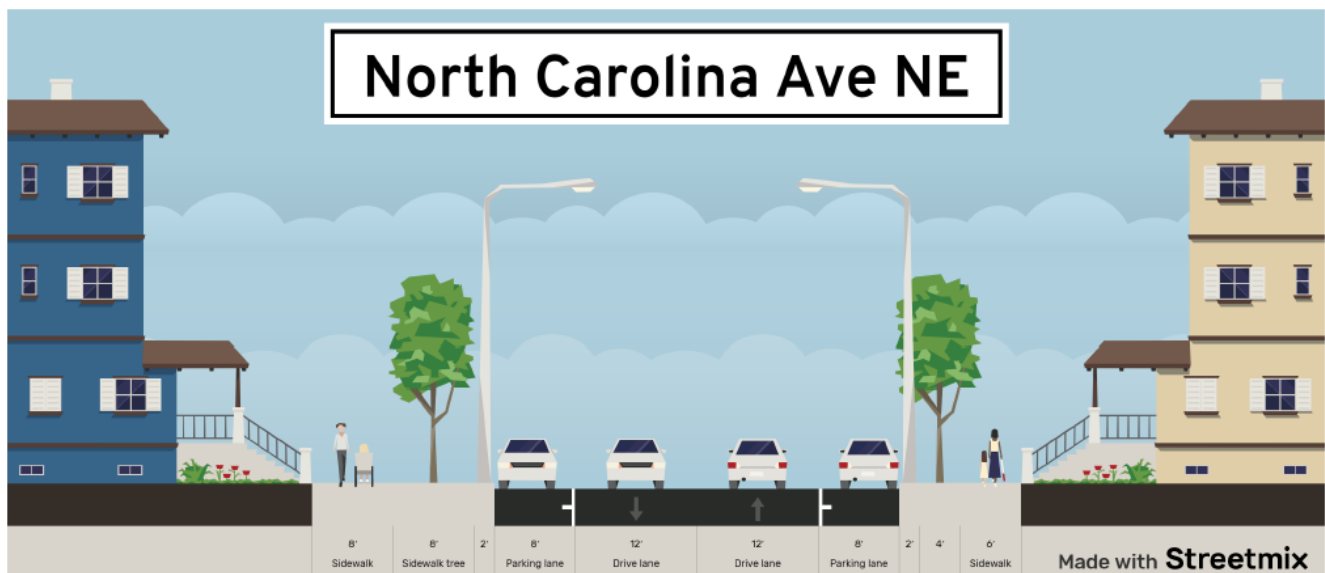 North Carolina Ave NE
8' 8' 2' 8' 12' 12' 8' 2' 4' 6'
Sidewalk Sidewalk tree Parking lane Drive lane Drive lane Parking lane Sidewalk
Made with Streetmix